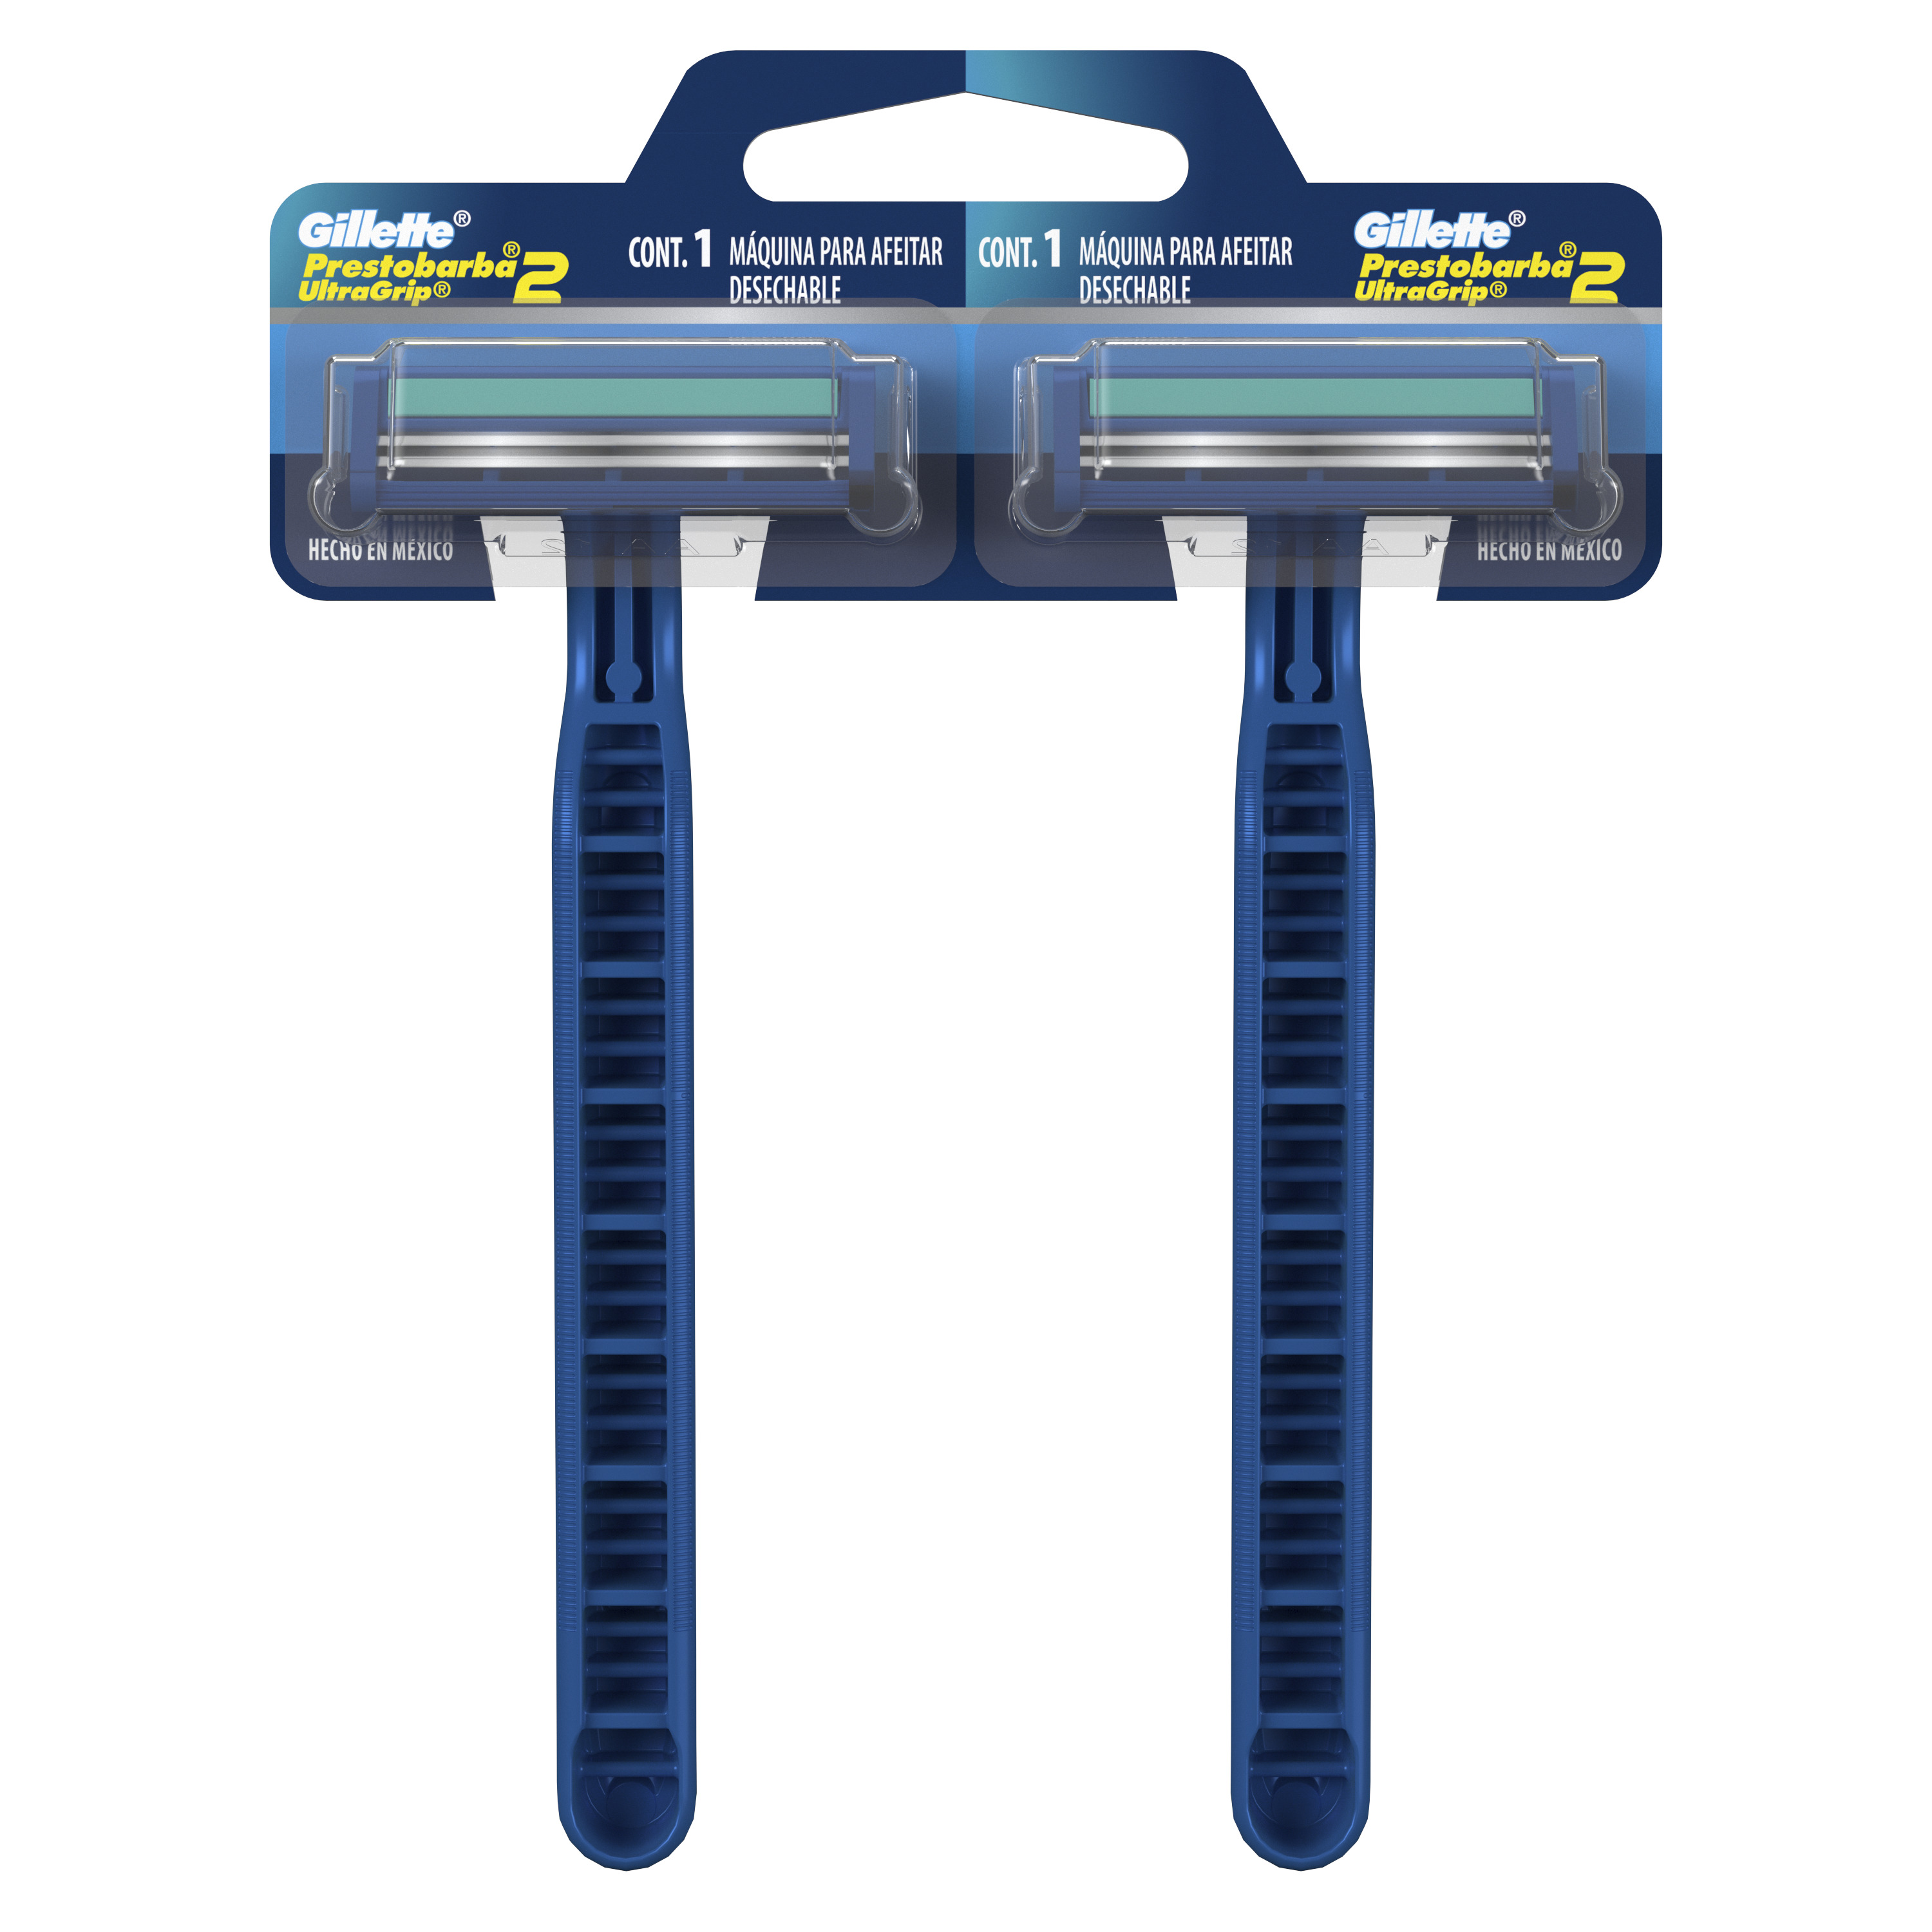 Gillette®
Prestobarba®2
UltraGrip®
CONT. 1 MÁQUINA PARA AFEITAR
DESECHABLE
CONT. 1 MÁQUINA PARA AFEITAR
DESECHABLE
Gillette®
Prestobarba®2
UltraGrip®
HECHO EN MÉXICO
HECHO EN MÉXICO